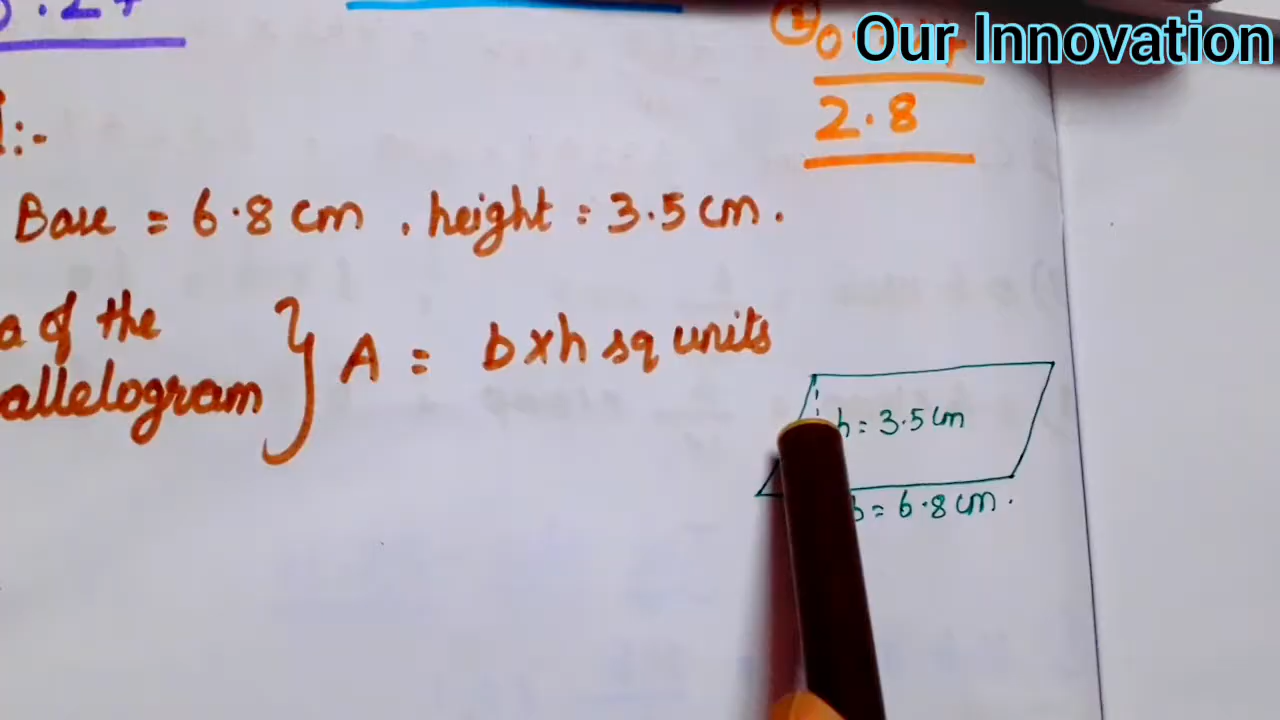 Our Innovation
2.8
:-
Base = 6.8 cm , height = 3.5 cm .
a of the
allelogram } A = b x h sq units
h = 3.5 cm
b = 6.8 cm .